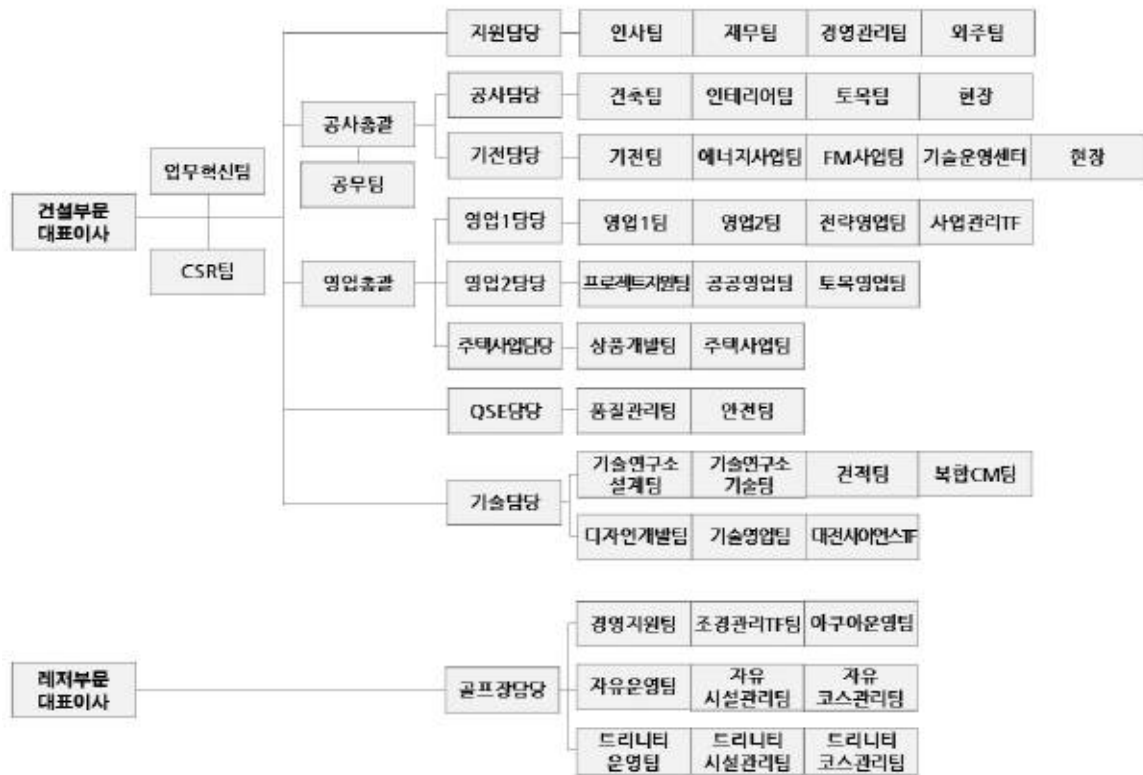 지원담당 인사팀 재무팀 경영관리팀 외주팀
공사담당 건축팀 인테리어팀 토목팀 현장
공사총괄
기전담당 기전팀 에너지사업팀 FM사업팀 기술운영센터 현장
업무혁신팀
공무팀
건설부문
대표이사
영업1담당 영업1팀 영업2팀 전략영업팀 사업관리TF
CSR팀
영업총괄
영업2담당 프로젝트지원팀 공공영업팀 토목영업팀
주택사업담당 상품개발팀 주택사업팀
QSE담당 품질관리팀 안전팀
기술담당
기술연구소
설계팀
기술연구소
기술팀
견적팀 복합CM팀
디자인개발팀 기술영업팀 대전사이언스TF
레저부문
대표이사
골프장담당
경영지원팀 조경관리TF팀 아쿠아운영팀
자유운영팀
자유
시설관리팀
자유
코스관리팀
트리니티
운영팀
트리니티
시설관리팀
트리니티
코스관리팀